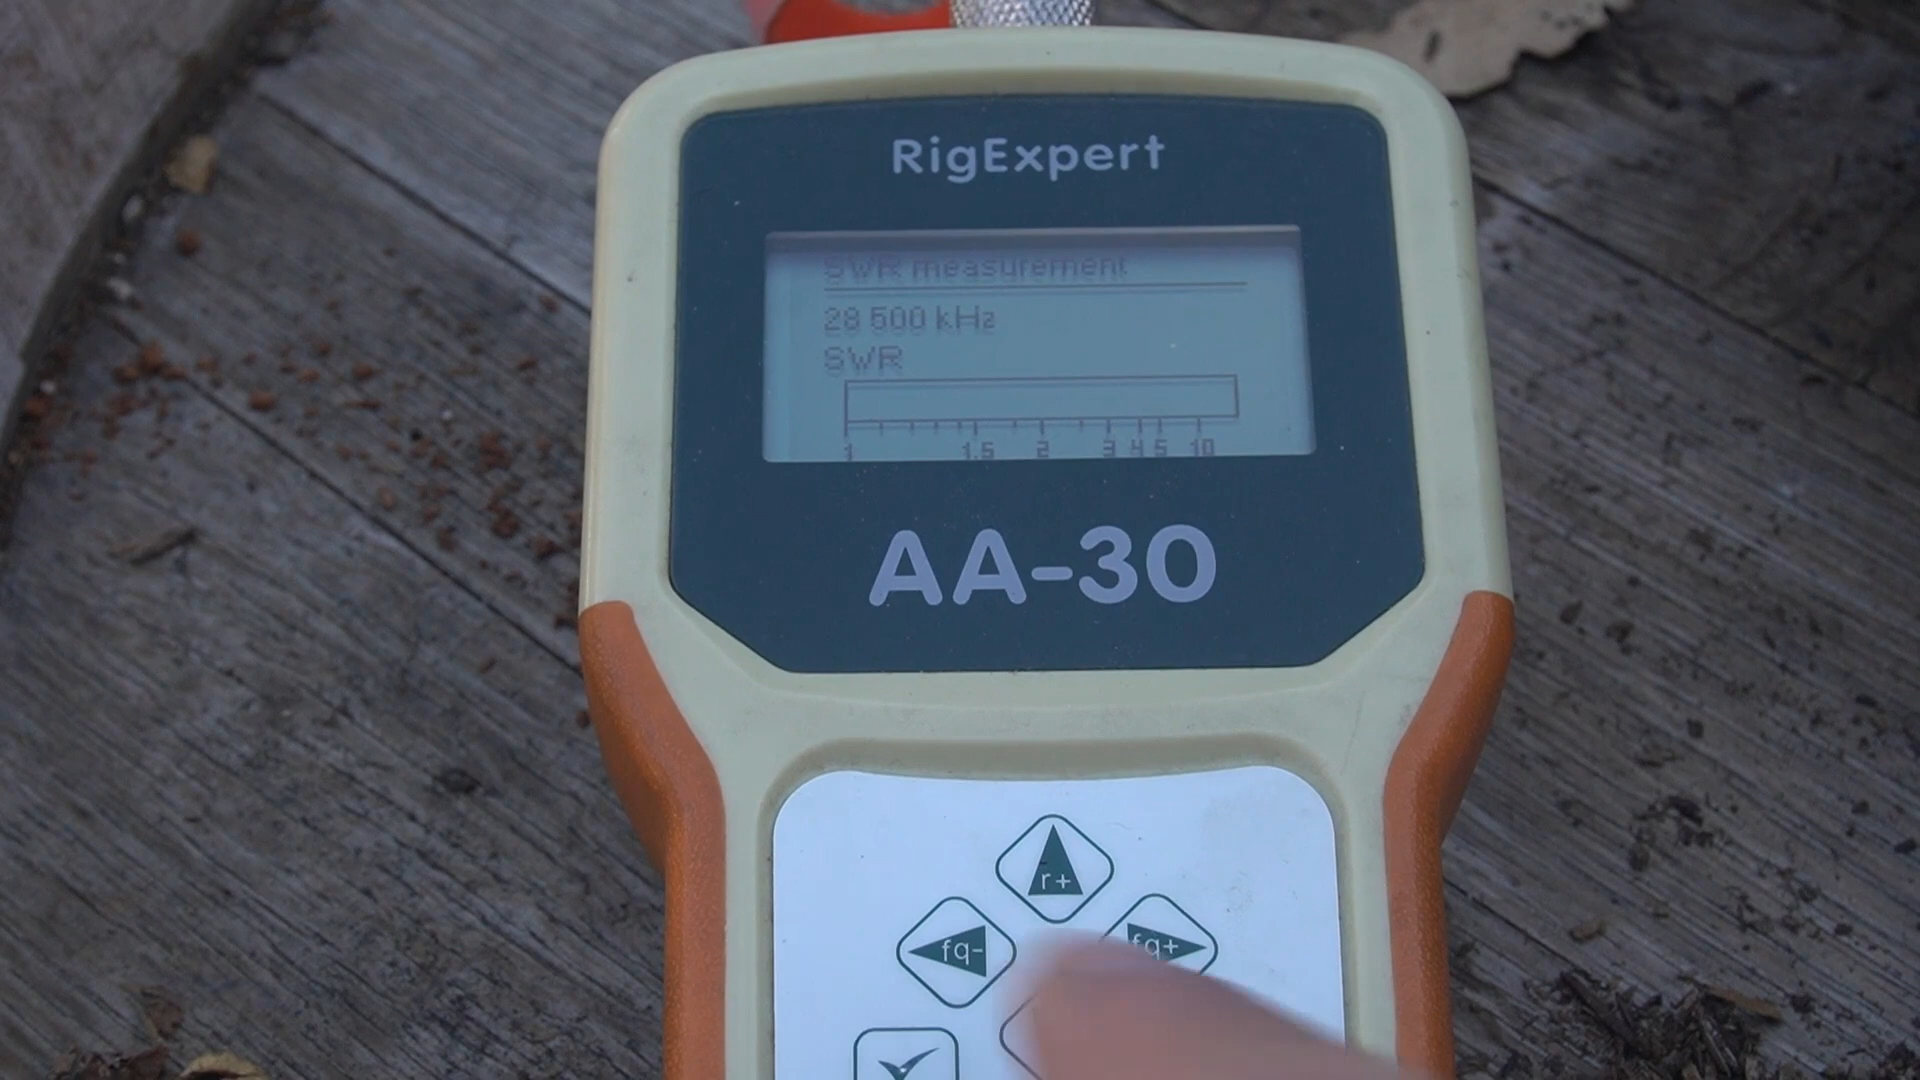 RigExpert
SWR measurement
28 500 kHz
SWR
1 1.5 2 3 4 5 10
AA-30
r+
fq- fq+